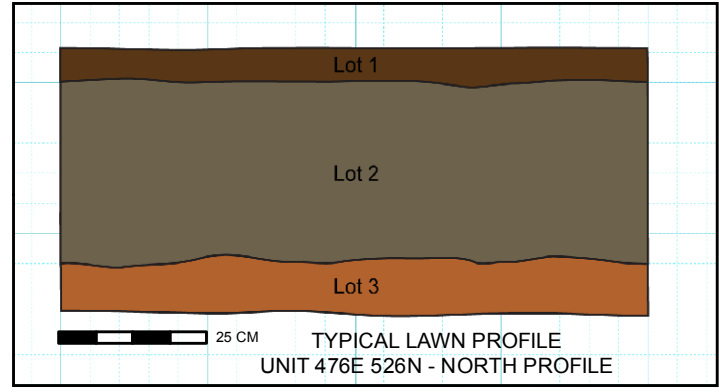 Lot 1
Lot 2
Lot 3
25 CM
TYPICAL LAWN PROFILE
UNIT 476E 526N - NORTH PROFILE